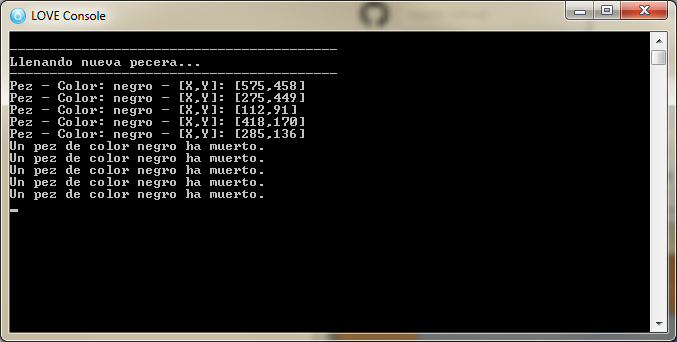 LOVE Console
-----------------------------------------
Llenando nueva pecera...
-----------------------------------------
Pez - Color: negro - [X,Y]: [575,458]
Pez - Color: negro - [X,Y]: [275,449]
Pez - Color: negro - [X,Y]: [112,91]
Pez - Color: negro - [X,Y]: [418,170]
Pez - Color: negro - [X,Y]: [285,136]
Un pez de color negro ha muerto.
Un pez de color negro ha muerto.
Un pez de color negro ha muerto.
Un pez de color negro ha muerto.
Un pez de color negro ha muerto.